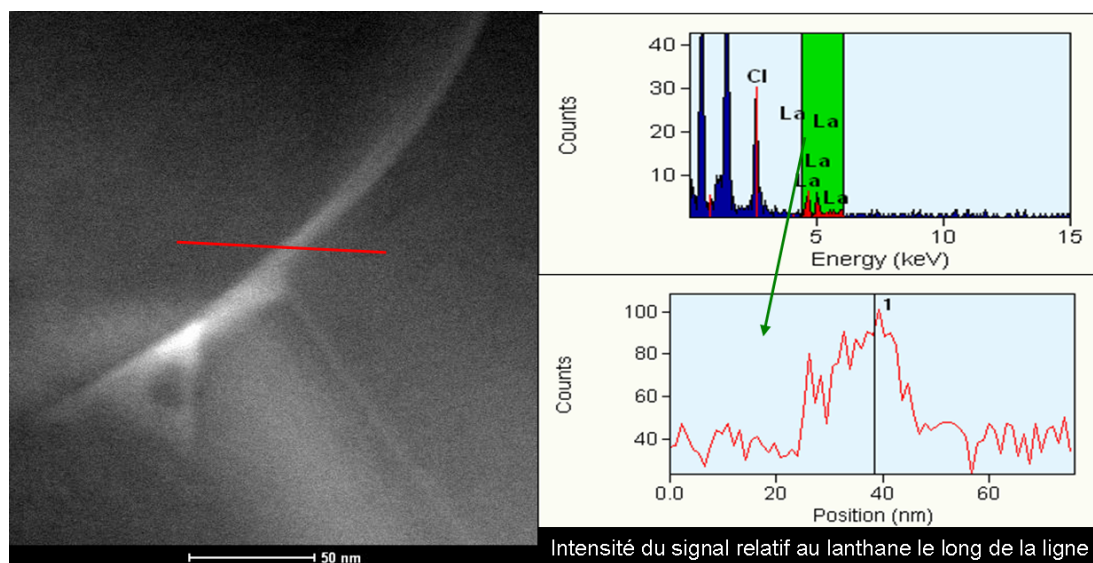 50 nm
Counts
40
30
20
10
Cl
La
La
La
La
La
5
10
15
Energy (keV)
Counts
100
80
60
40
1
0.0
20
40
60
Position (nm)
Intensité du signal relatif au lanthane le long de la ligne